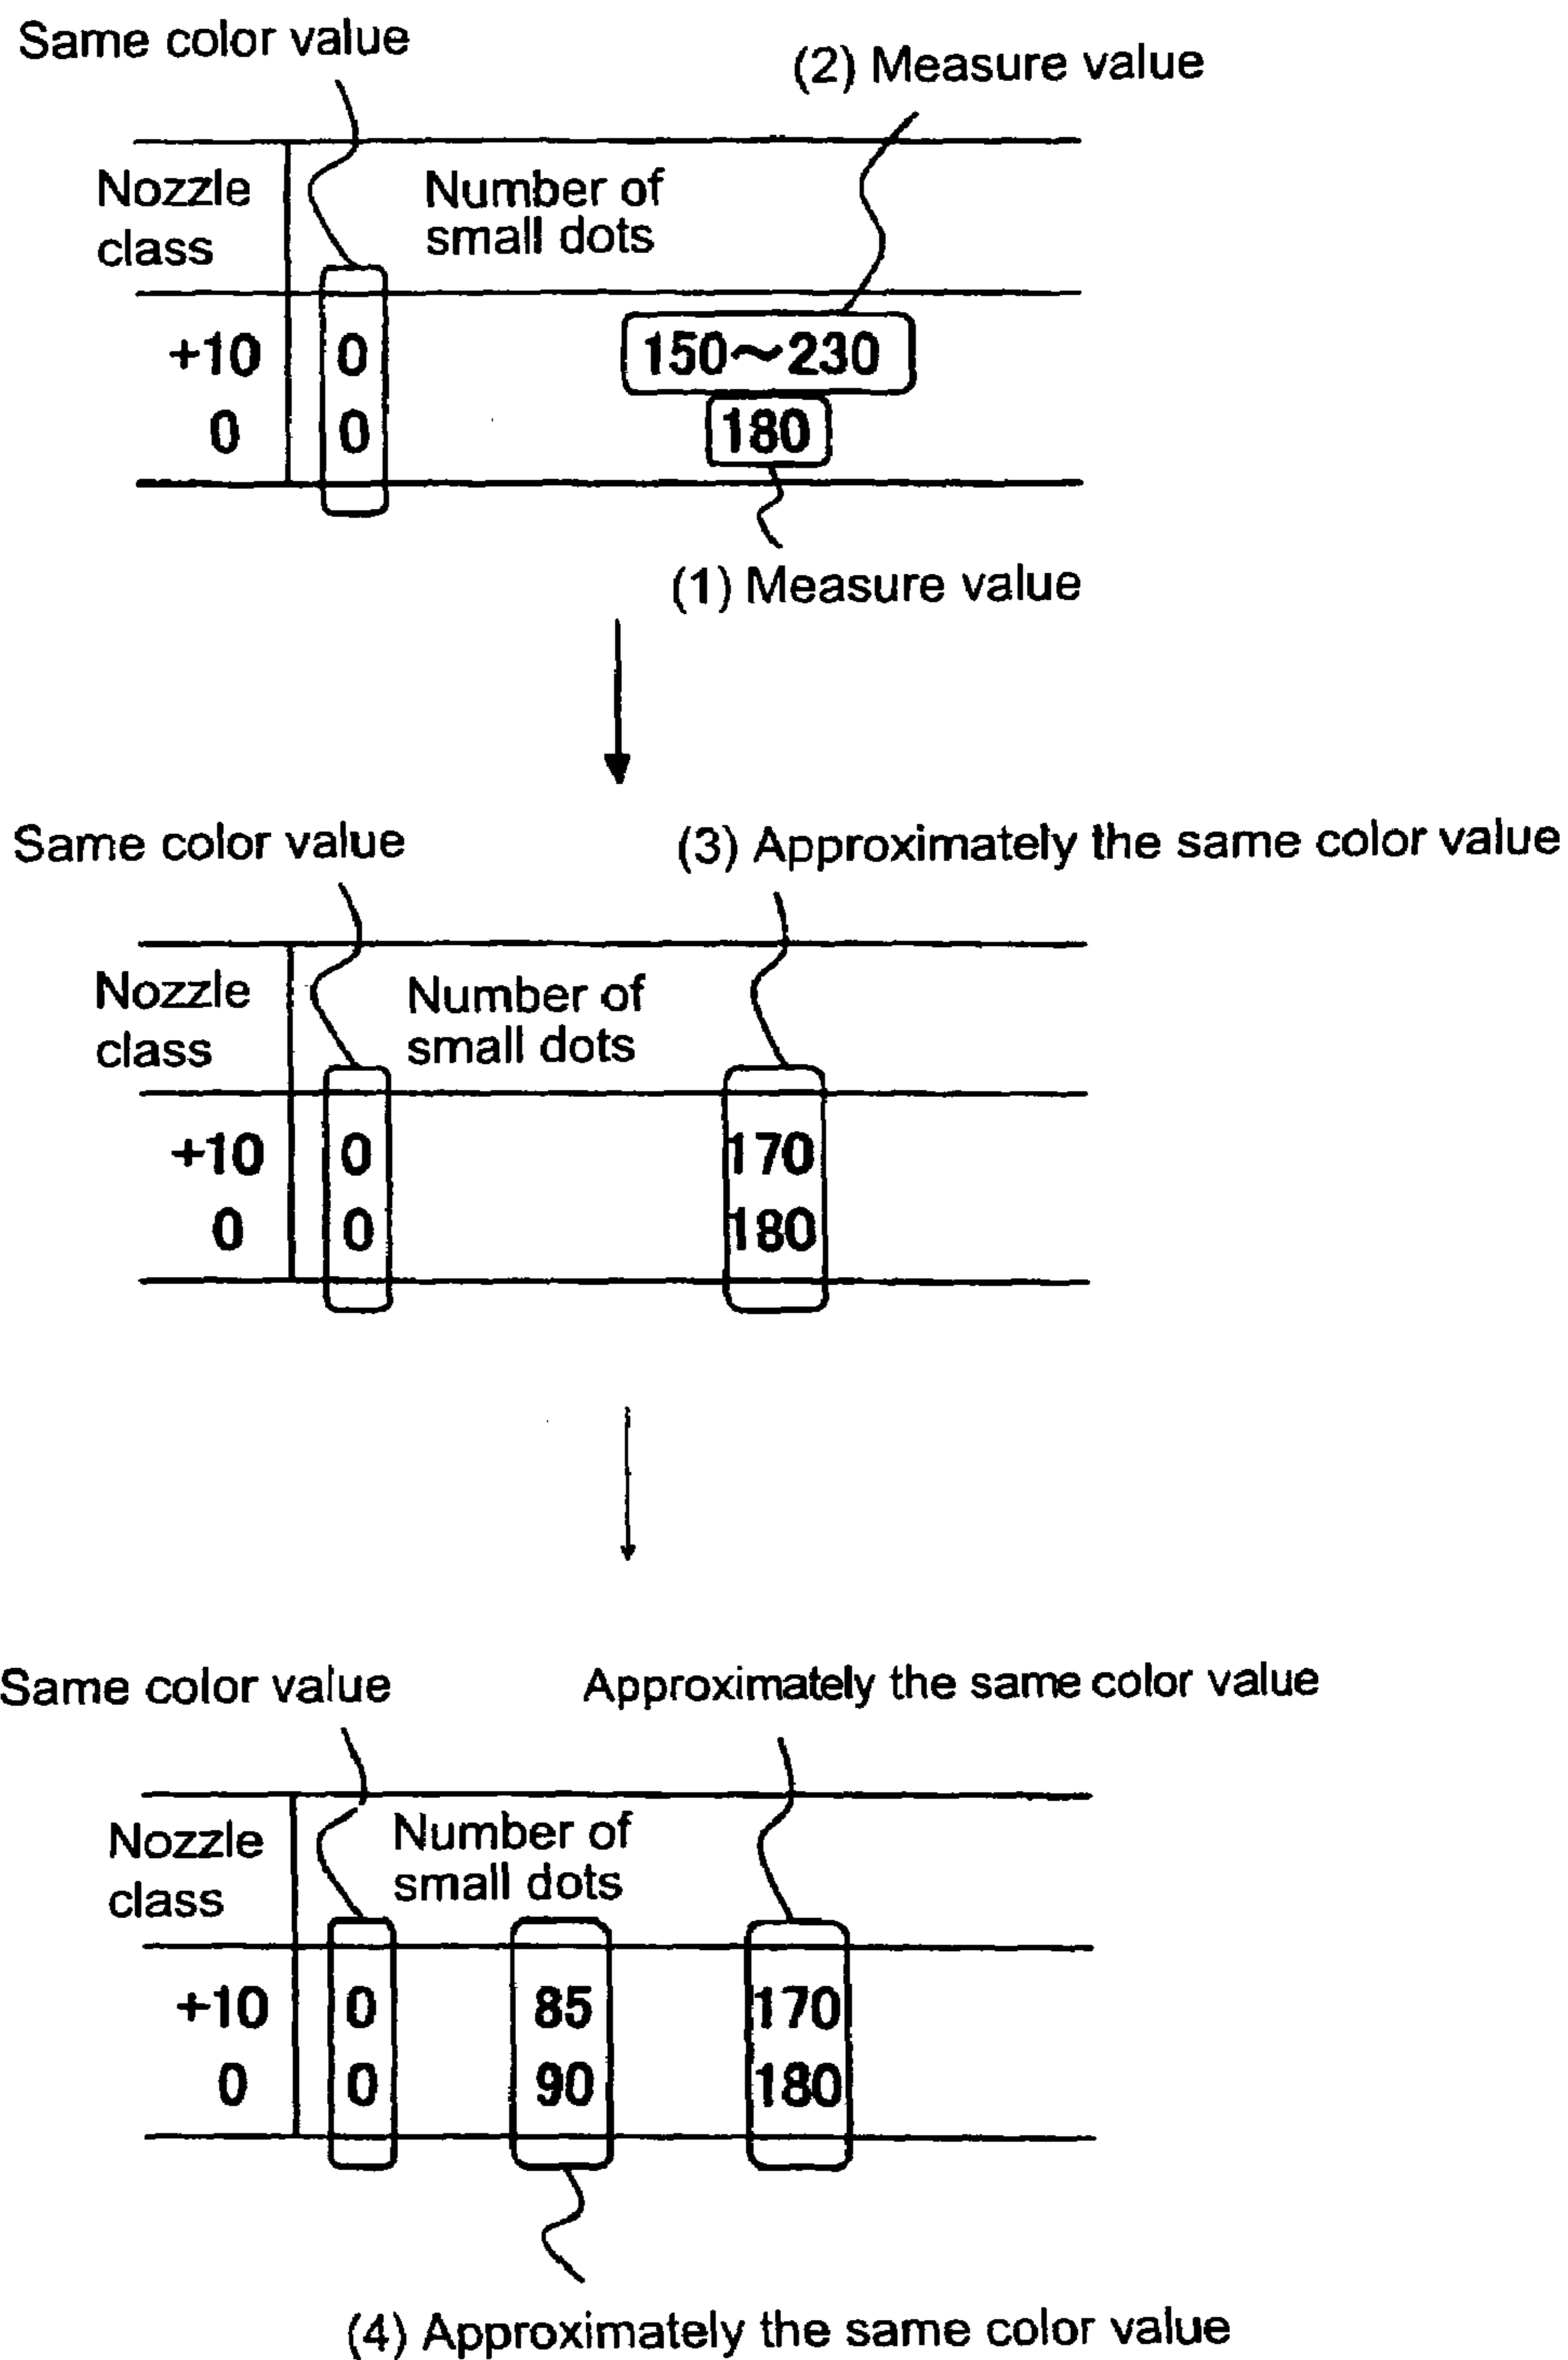 Same color value
(2) Measure value
Nozzle
class
Number of
small dots
+10 0 150~230
0 0 180
(1) Measure value
Same color value
(3) Approximately the same color value
Nozzle
class
Number of
small dots
+10 0 170
0 0 180
Same color value
Approximately the same color value
Nozzle
class
Number of
small dots
+10 0 85 170
0 0 90 180
(4) Approximately the same color value